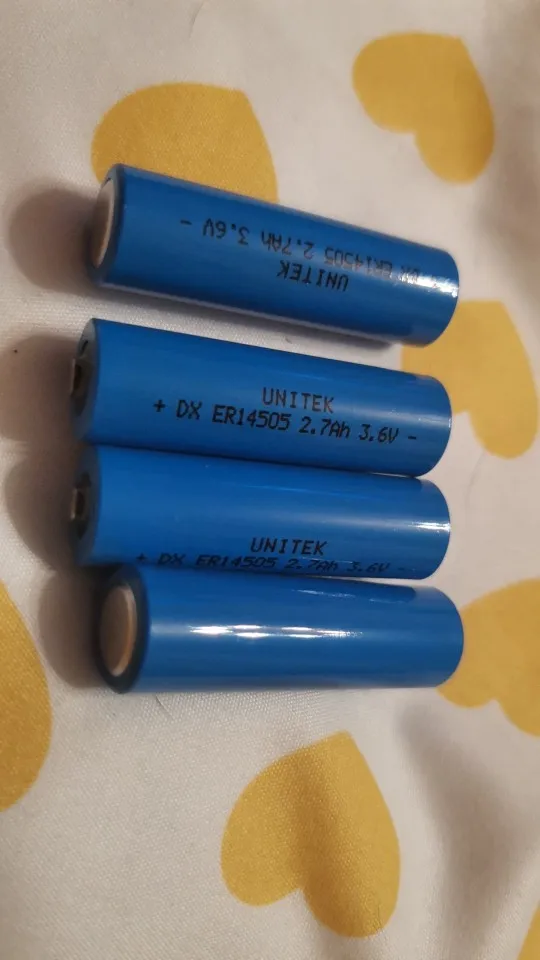 UNITEK
DX ER14505 2.7Ah 3.6V -
UNITEK
+ DX ER14505 2.7Ah 3.6V -
UNITEK
+ DX ER14505 2.7Ah 3.6V -